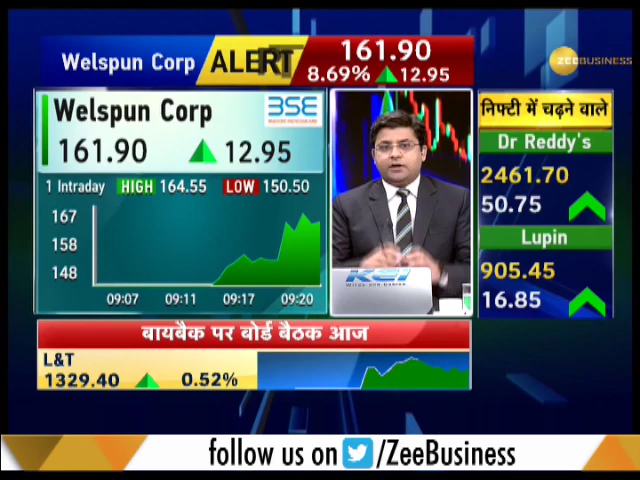 Welspun Corp
ALERT
161.90
8.69% 12.95
ZEEBUSINESS
Welspun Corp
BSE
161.90 12.95
1 Intraday HIGH 164.55 LOW 150.50
167
158
148
09:07 09:11 09:17 09:20
KEI
निफ्टी में चढ़ने वाले
Dr Reddy's
2461.70
50.75
Lupin
905.45
16.85
बायबैक पर बोर्ड बैठक आज
L&T
1329.40 0.52%
follow us on /ZeeBusiness